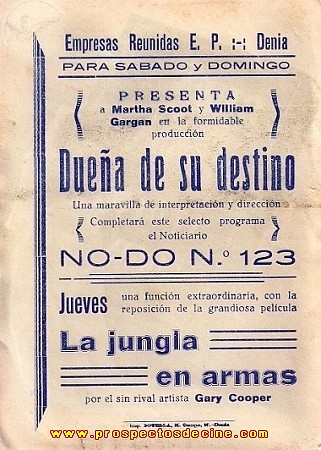 Empresas Reunidas E. P. :-: Denia
PARA SABADO y DOMINGO
PRESENTA
a Martha Scoot y William
Gargan en la formidable
producción
Dueña de su destino
Una maravilla de interpretación y dirección
Completará este selecto programa
el Noticiario
NO-DO N.º 123
Jueves una función extraordinaria, con la
reposición de la grandiosa película
La jungla
en armas
por el sin rival artista Gary Cooper
Imp. -Denia
www.prospectosdecine.com